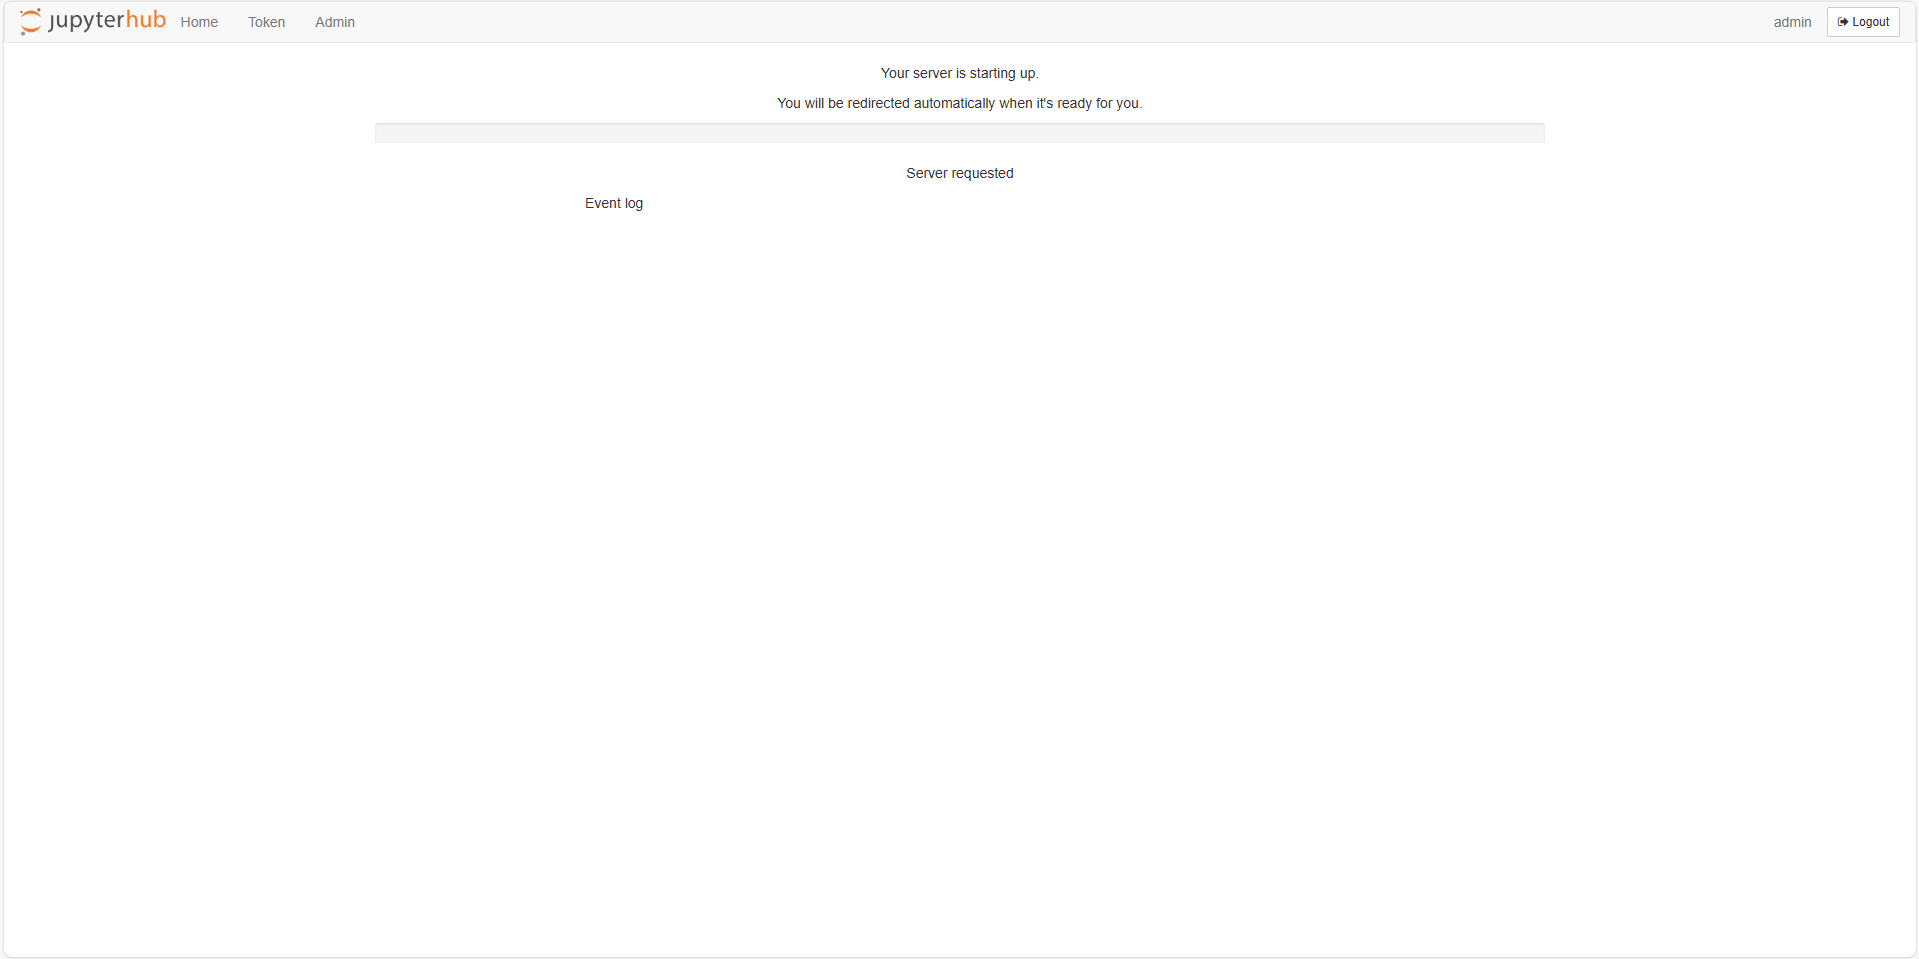 jupyterhub Home Token Admin admin Logout
Your server is starting up.
You will be redirected automatically when it's ready for you.
Server requested
Event log